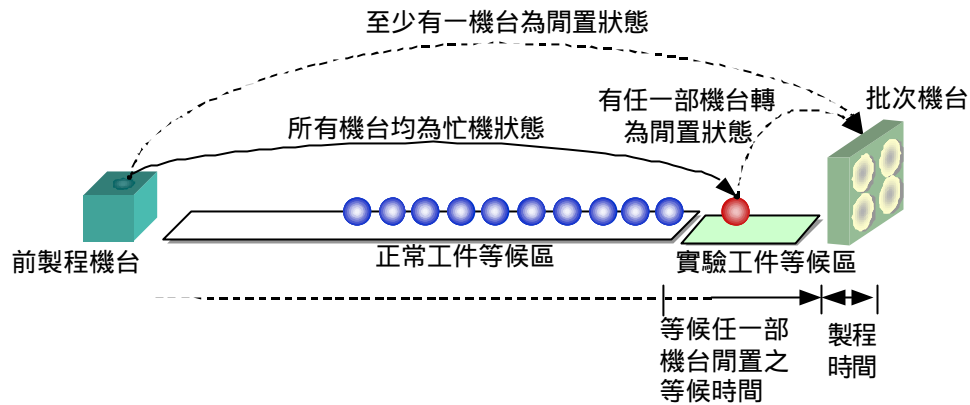 至少有一機台為閒置狀態
有任一部機台轉
為閒置狀態
批次機台
所有機台均為忙機狀態
前製程機台
正常工件等候區
實驗工件等候區
等候任一部
機台閒置之
等候時間
製程
時間